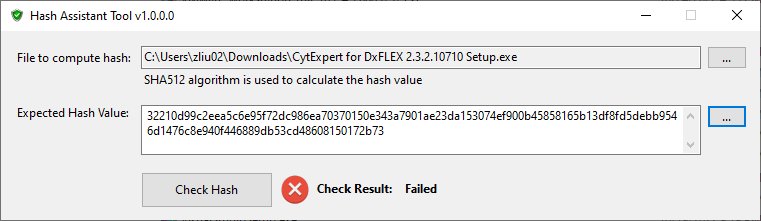 Hash Assistant Tool v1.0.0.0
File to compute hash: C:\Users\zliu02\Downloads\CytExpert for DxFLEX 2.3.2.10710 Setup.exe ...
SHA512 algorithm is used to calculate the hash value
Expected Hash Value: 32210d99c2eea5c6e95f72dc986ea70370150e343a7901ae23da153074ef900b45858165b13df8fd5debb954 ...
6d1476c8e940f446889db53cd48608150172b73
Check Hash Check Result: Failed